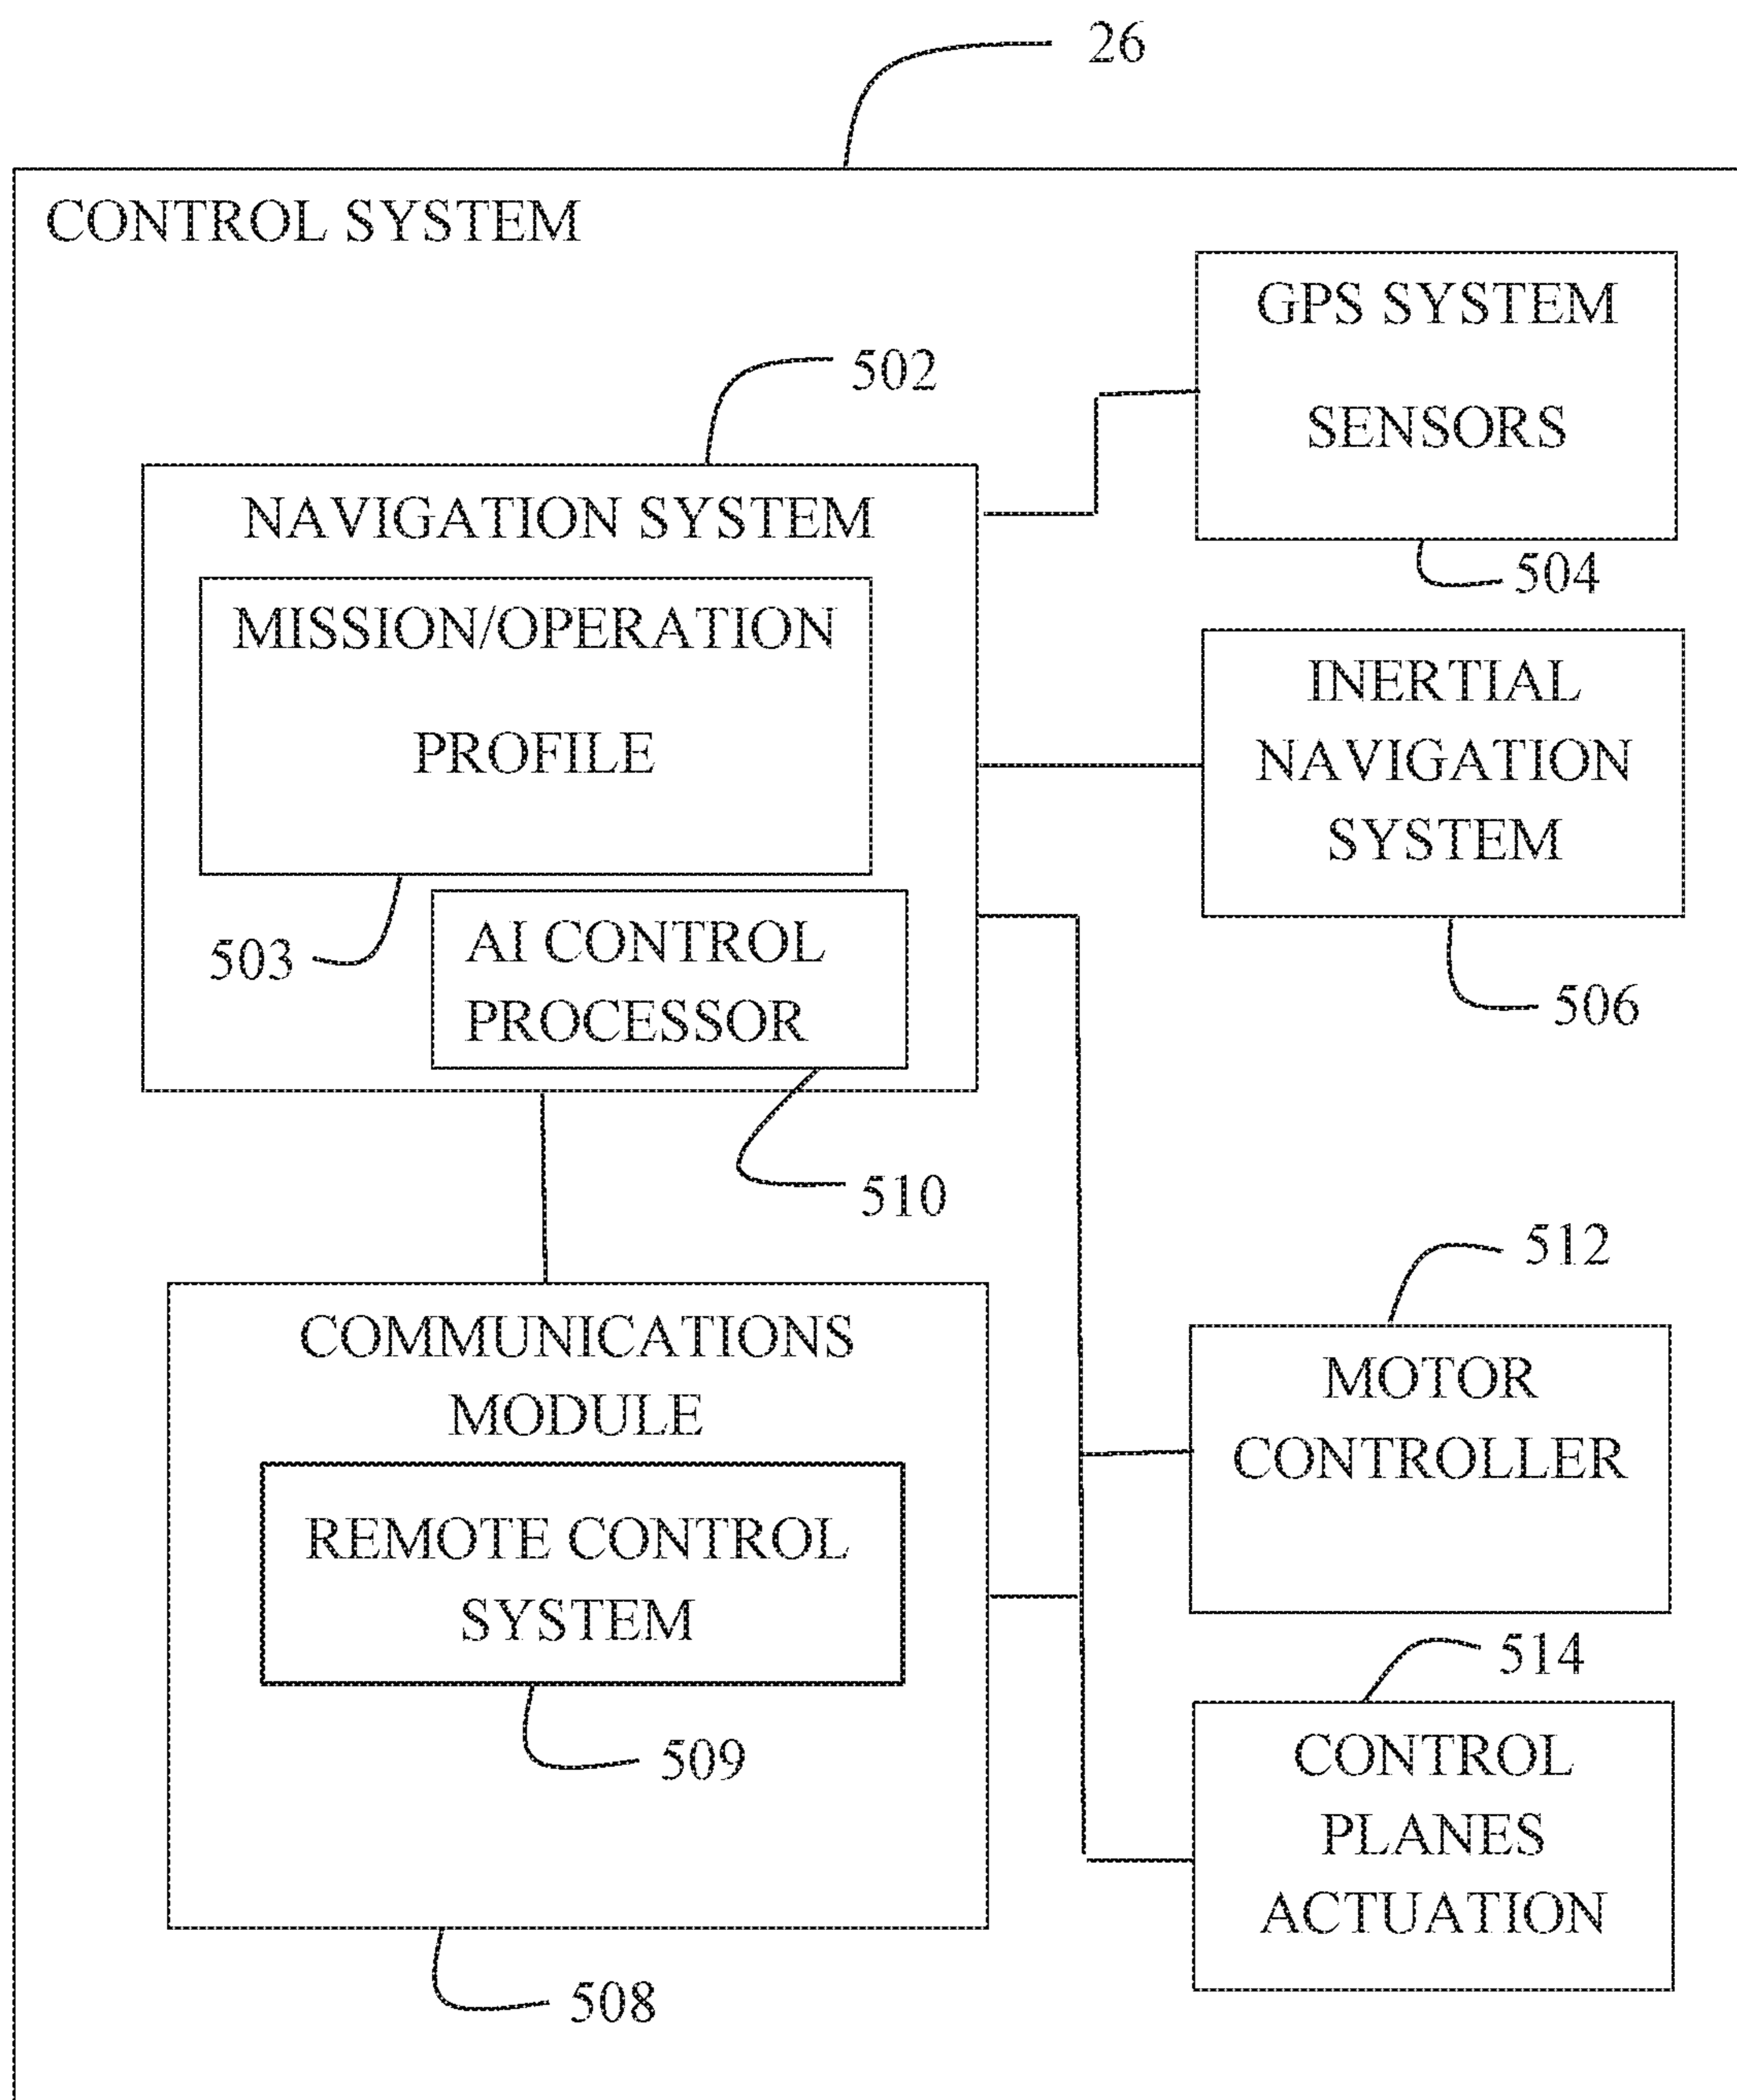 26
CONTROL SYSTEM
GPS SYSTEM
SENSORS
504
502
NAVIGATION SYSTEM
MISSION/OPERATION
PROFILE
503
AI CONTROL
PROCESSOR
510
INERTIAL
NAVIGATION
SYSTEM
506
COMMUNICATIONS
MODULE
REMOTE CONTROL
SYSTEM
509
508
512
MOTOR
CONTROLLER
514
CONTROL
PLANES
ACTUATION